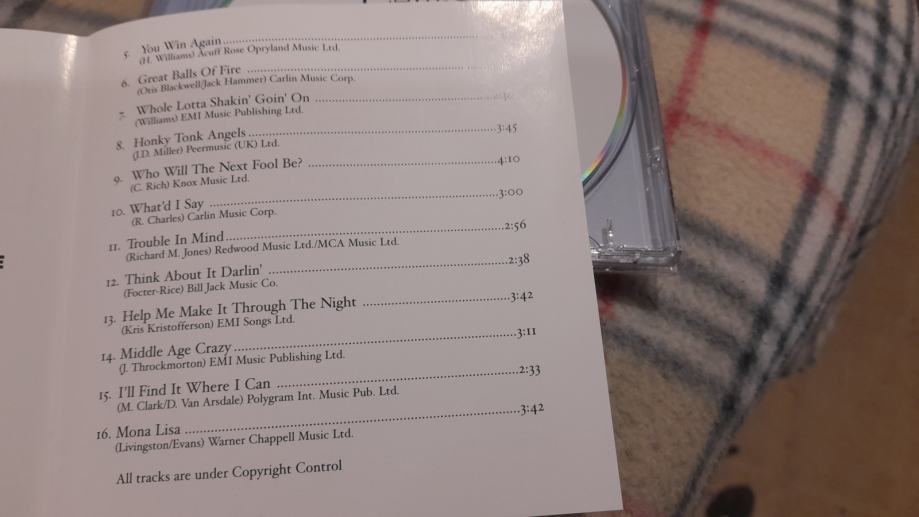 5. You Win Again
(H. Williams) Acuff Rose Opryland Music Ltd.
6. Great Balls Of Fire
(Otis Blackwell/Jack Hammer) Carlin Music Corp.
7. Whole Lotta Shakin' Goin' On
(Williams) EMI Music Publishing Ltd.
8. Honky Tonk Angels 3:45
(J.D. Miller) Peermusic (UK) Ltd.
9. Who Will The Next Fool Be? 4:10
(C. Rich) Knox Music Ltd.
10. What'd I Say 3:00
(R. Charles) Carlin Music Corp.
11. Trouble In Mind 2:56
(Richard M. Jones) Redwood Music Ltd./MCA Music Ltd.
12. Think About It Darlin' 2:38
(Focter-Rice) Bill Jack Music Co.
13. Help Me Make It Through The Night 3:42
(Kris Kristofferson) EMI Songs Ltd.
14. Middle Age Crazy 3:11
(J. Throckmorton) EMI Music Publishing Ltd.
15. I'll Find It Where I Can 2:33
(M. Clark/D. Van Arsdale) Polygram Int. Music Pub. Ltd.
16. Mona Lisa 3:42
(Livingston/Evans) Warner Chappell Music Ltd.
All tracks are under Copyright Control